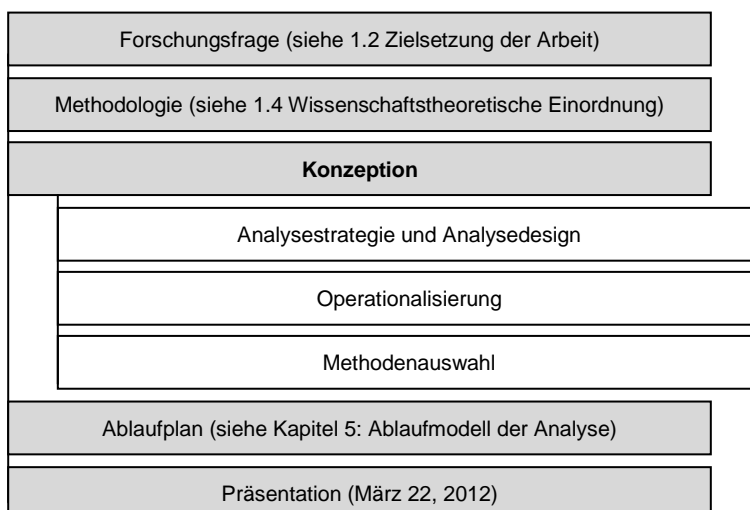 Forschungsfrage (siehe 1.2 Zielsetzung der Arbeit)
Methodologie (siehe 1.4 Wissenschaftstheoretische Einordnung)
Konzeption
Analysestrategie und Analysedesign
Operationalisierung
Methodenauswahl
Ablaufplan (siehe Kapitel 5: Ablaufmodell der Analyse)
Präsentation (März 22, 2012)